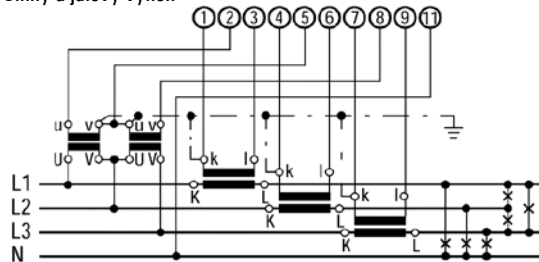 1 2 3 4 5 6 7 8 9 11
u v u v
k l k l k l
U V U V
L1 K L
L2 K L
L3 K L
N